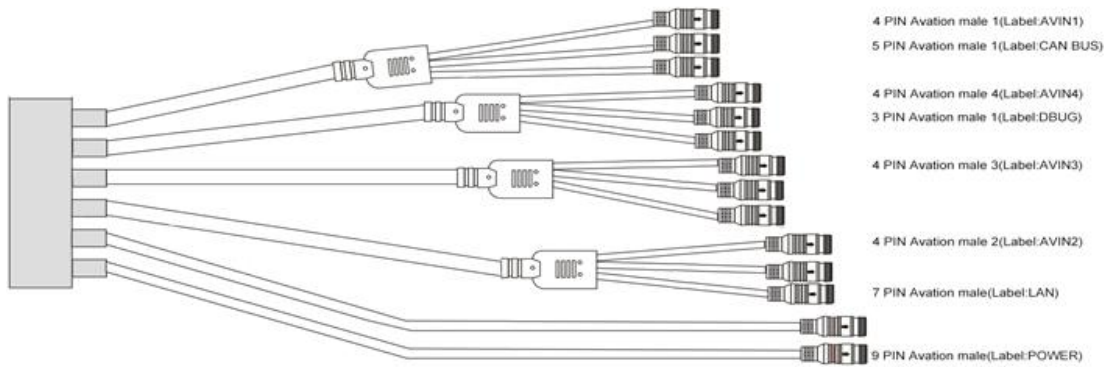 4 PIN Avation male 1(Label:AVIN1)
5 PIN Avation male 1(Label:CAN BUS)
4 PIN Avation male 4(Label:AVIN4)
3 PIN Avation male 1(Label:DBUG)
4 PIN Avation male 3(Label:AVIN3)
4 PIN Avation male 2(Label:AVIN2)
7 PIN Avation male(Label:LAN)
9 PIN Avation male(Label:POWER)